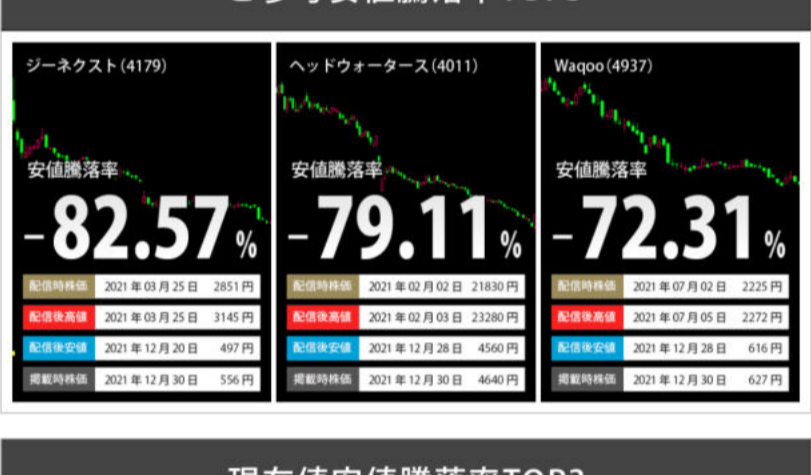 ジーネクスト(4179)
安値騰落率
-82.57%
配信時株価 2021年03月25日 2851円
配信後高値 2021年03月25日 3145円
配信後安値 2021年12月20日 497円
掲載時株価 2021年12月30日 556円
ヘッドウォータース(4011)
安値騰落率
-79.11%
配信時株価 2021年02月02日 21830円
配信後高値 2021年02月03日 23280円
配信後安値 2021年12月28日 4560円
掲載時株価 2021年12月30日 4640円
Waqoo(4937)
安値騰落率
-72.31%
配信時株価 2021年07月02日 2225円
配信後高値 2021年07月05日 2272円
配信後安値 2021年12月28日 616円
掲載時株価 2021年12月30日 627円
現在値安値騰落率TOP3